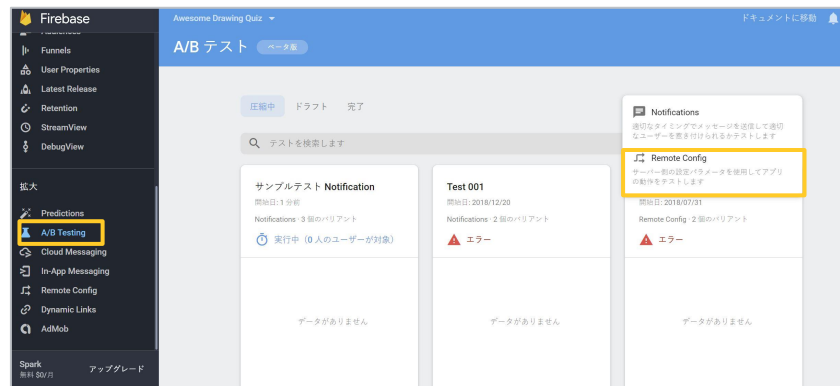 Firebase
Funnels
User Properties
Latest Release
Retention
StreamView
DebugView
拡大
Predictions
A/B Testing
Cloud Messaging
In-App Messaging
Remote Config
Dynamic Links
AdMob
Spark
無料 $0/月
アップグレード
Awesome Drawing Quiz
ドキュメントに移動
A/B テスト
ベータ版
圧縮中
ドラフト
完了
テストを検索します
Notifications
適切なタイミングでメッセージを送信して適切
なユーザーを惹き付けられるかテストします
Remote Config
サーバー側の設定パラメータを使用してアプリ
の動作をテストします
サンプルテスト Notification
開始日: 1 分前
Notifications · 3 個のバリアント
実行中（0 人のユーザーが対象）
データがありません
Test 001
開始日: 2018/12/20
Notifications · 2 個のバリアント
エラー
データがありません
開始日: 2018/07/31
Remote Config · 2 個のバリアント
エラー
データがありません